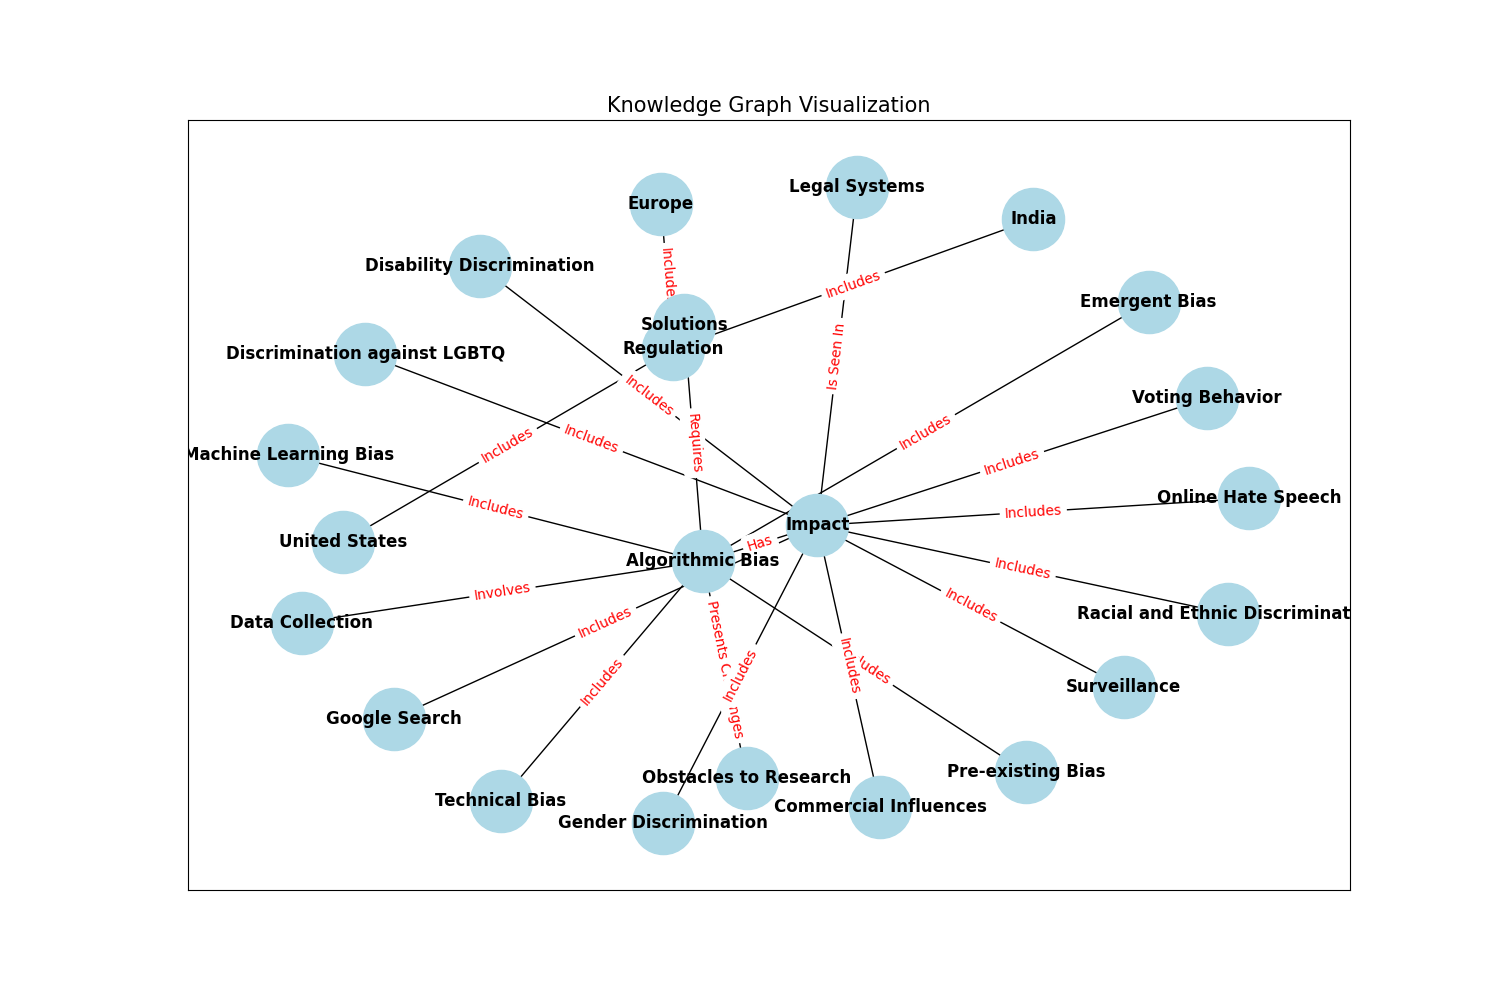 Knowledge Graph Visualization
Legal Systems
Europe
India
Includes
Disability Discrimination
Includes
Emergent Bias
Solutions
Is Seen In
Regulation
Discrimination against LGBTQ
Includes
Voting Behavior
Includes
Includes
Includes
Requires
Machine Learning Bias
Includes
Includes
Online Hate Speech
Includes
Impact
United States
Has
Algorithmic Bias
Includes
Involves
Includes
Data Collection
Includes
Racial and Ethnic Discriminat
Presents C
nges
Includes
Includes
udes
Includes
Surveillance
Google Search
Obstacles to Research
Pre-existing Bias
Technical Bias
Commercial Influences
Gender Discrimination